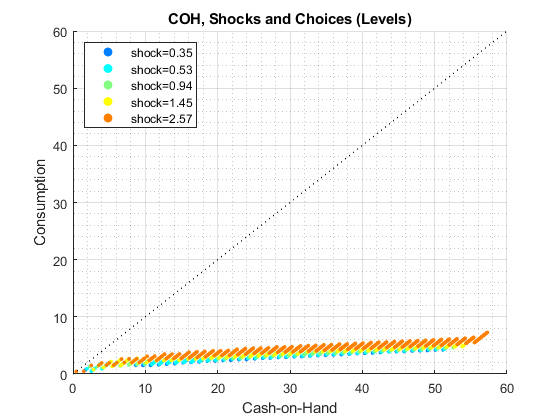 COH, Shocks and Choices (Levels)
60
50
40
30
20
10
0
Consumption
shock=0.35
shock=0.53
shock=0.94
shock=1.45
shock=2.57
0 10 20 30 40 50 60
Cash-on-Hand